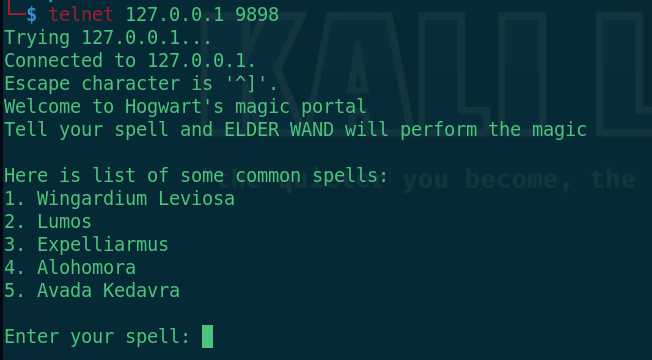 └─$ telnet 127.0.0.1 9898
Trying 127.0.0.1...
Connected to 127.0.0.1.
Escape character is '^]'.
Welcome to Hogwart's magic portal
Tell your spell and ELDER WAND will perform the magic
Here is list of some common spells:
1. Wingardium Leviosa
2. Lumos
3. Expelliarmus
4. Alohomora
5. Avada Kedavra
Enter your spell:
KALI L
"the quieter you become, the